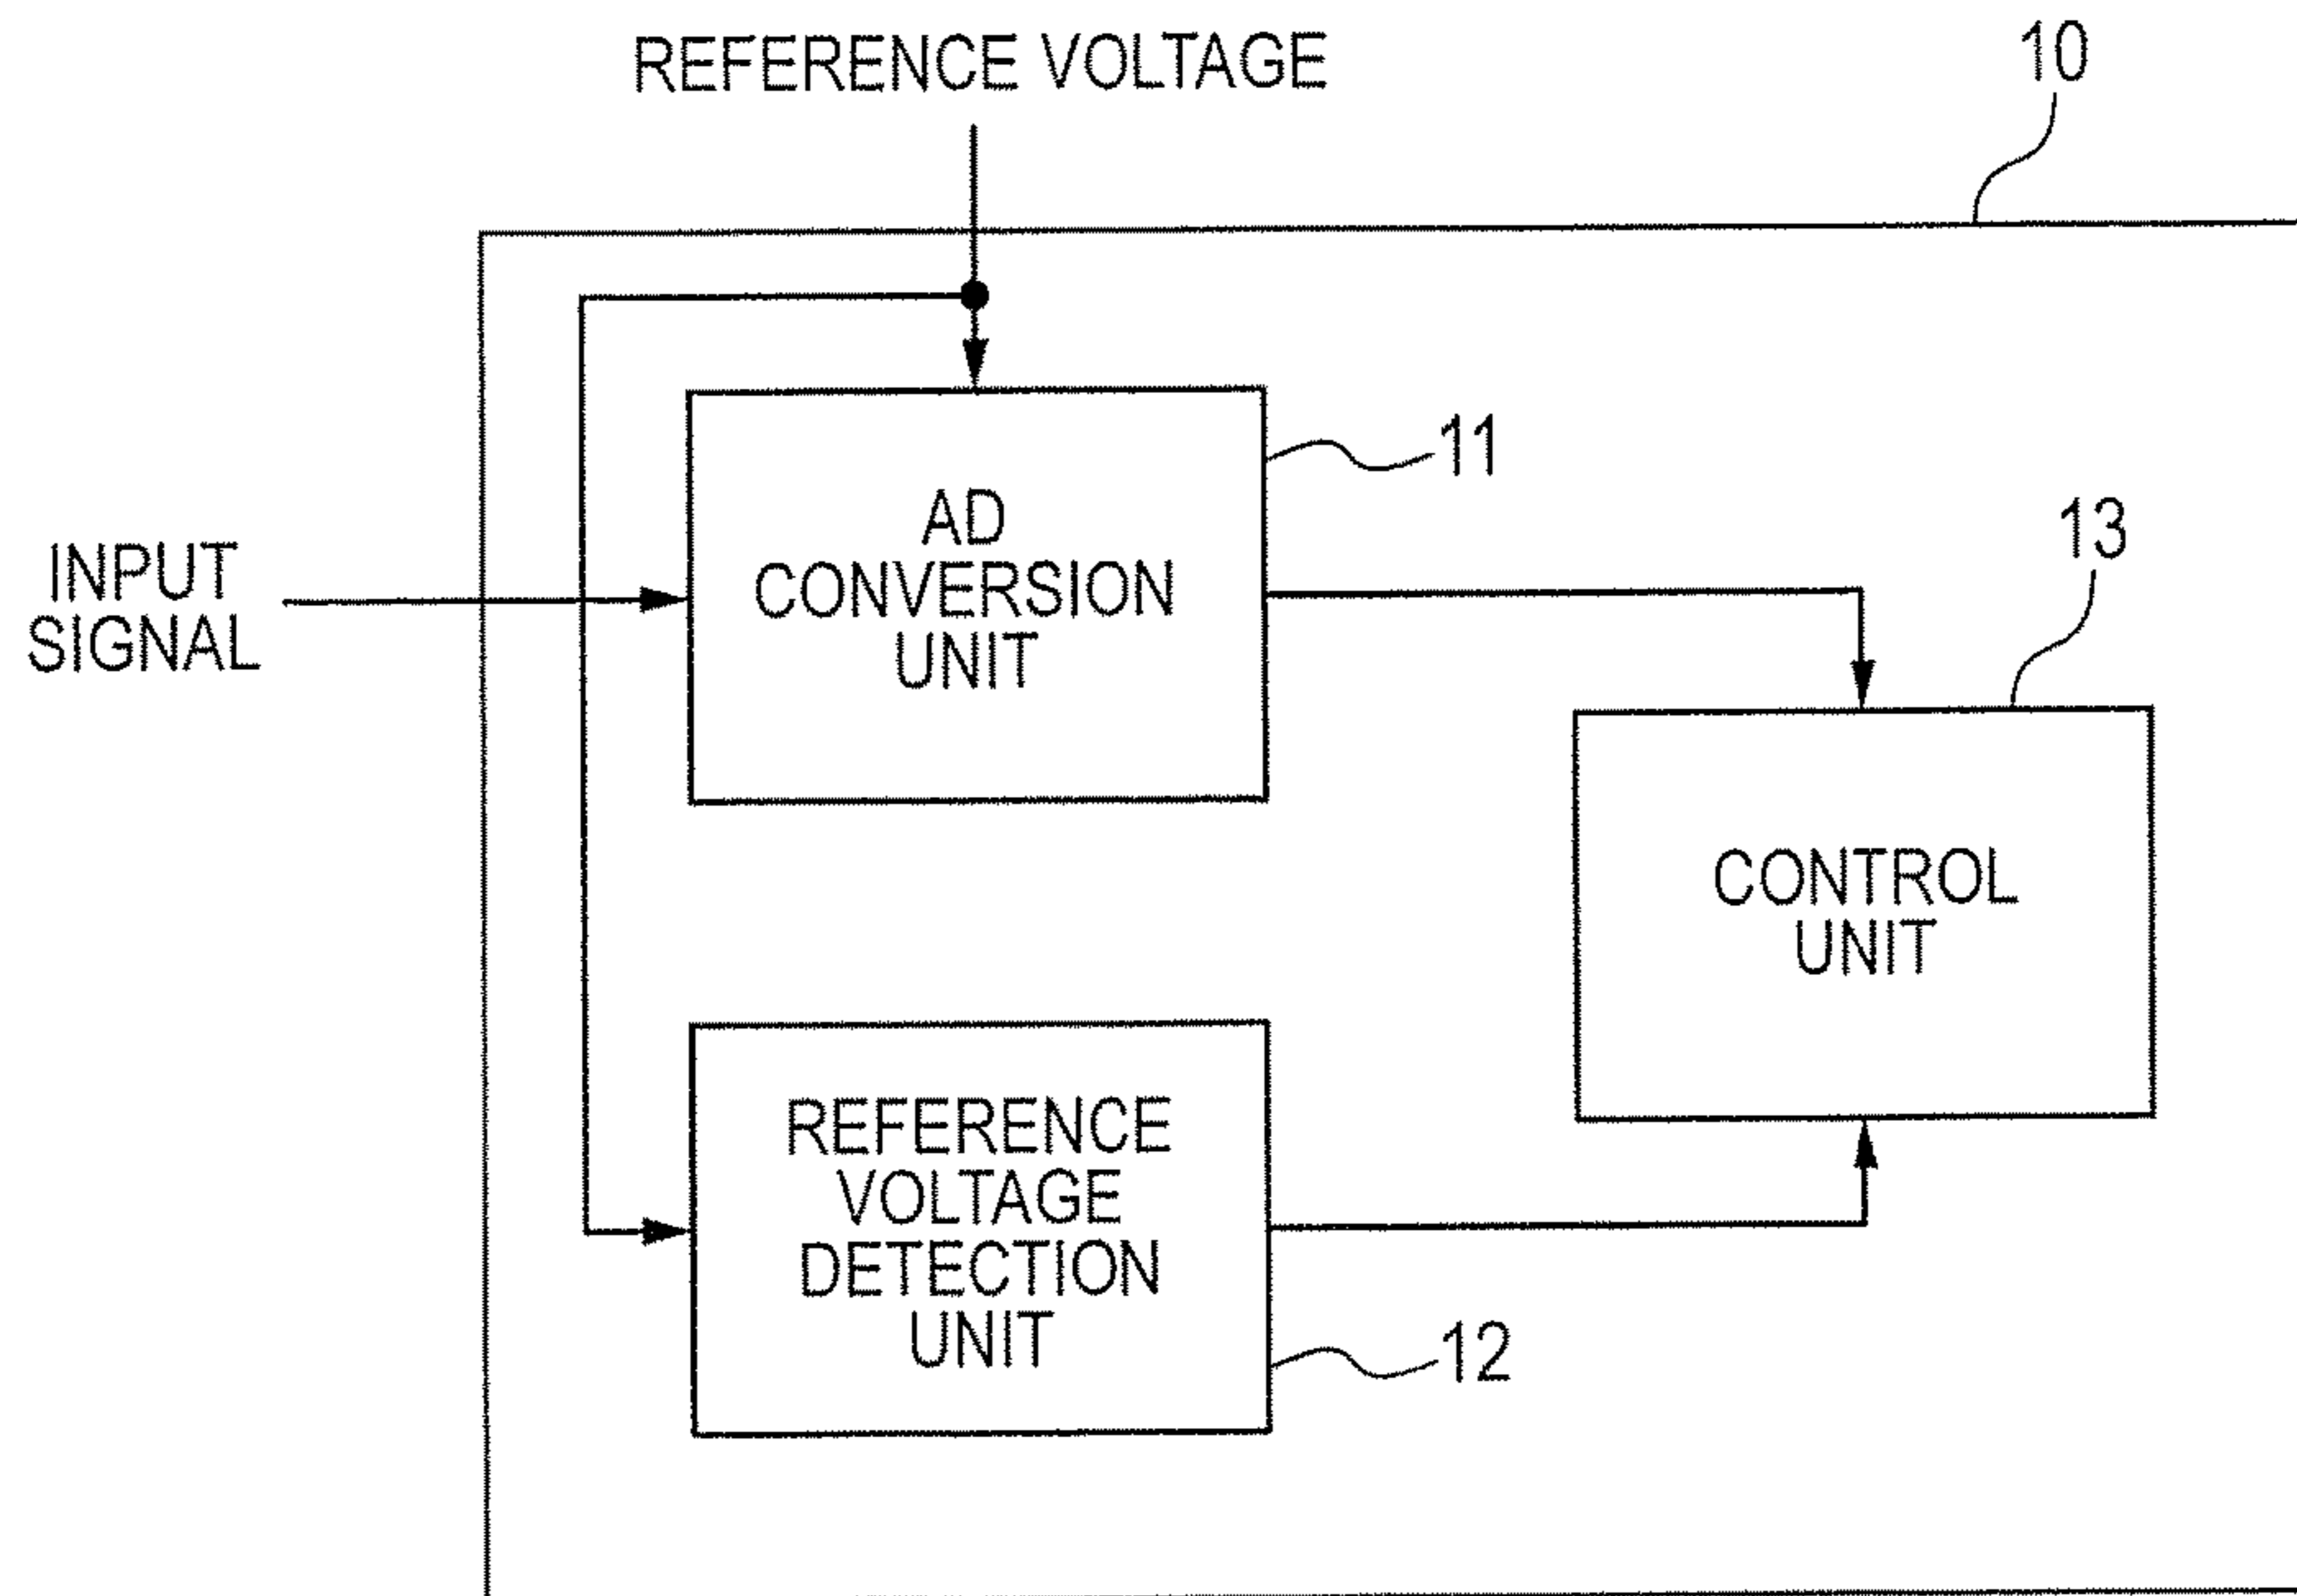 REFERENCE VOLTAGE
10
11
AD
CONVERSION
UNIT
INPUT
SIGNAL
13
CONTROL
UNIT
REFERENCE
VOLTAGE
DETECTION
UNIT
12